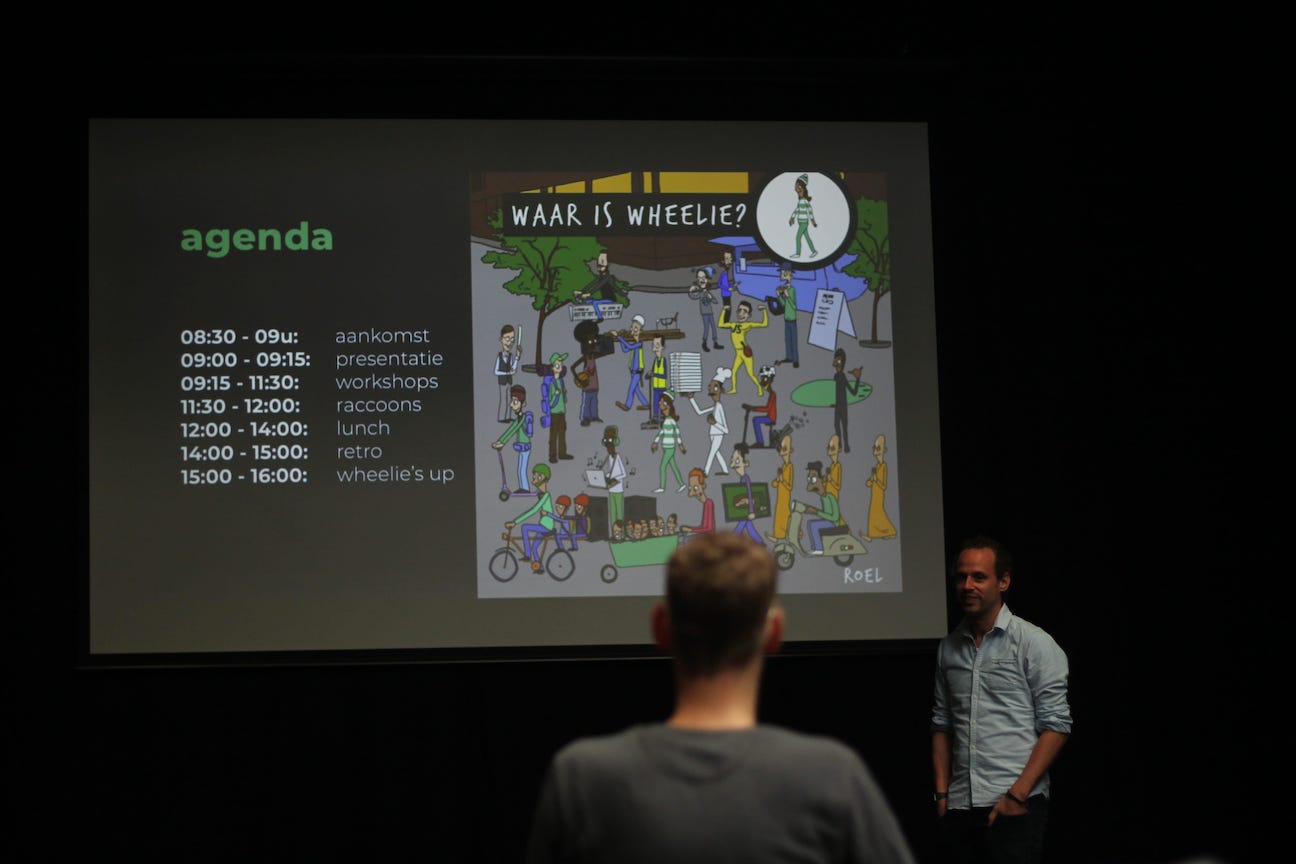 agenda
08:30 - 09u: aankomst
09:00 - 09:15: presentatie
09:15 - 11:30: workshops
11:30 - 12:00: raccoons
12:00 - 14:00: lunch
14:00 - 15:00: retro
15:00 - 16:00: wheelie's up
WAAR IS WHEELIE?
JS
ROEL